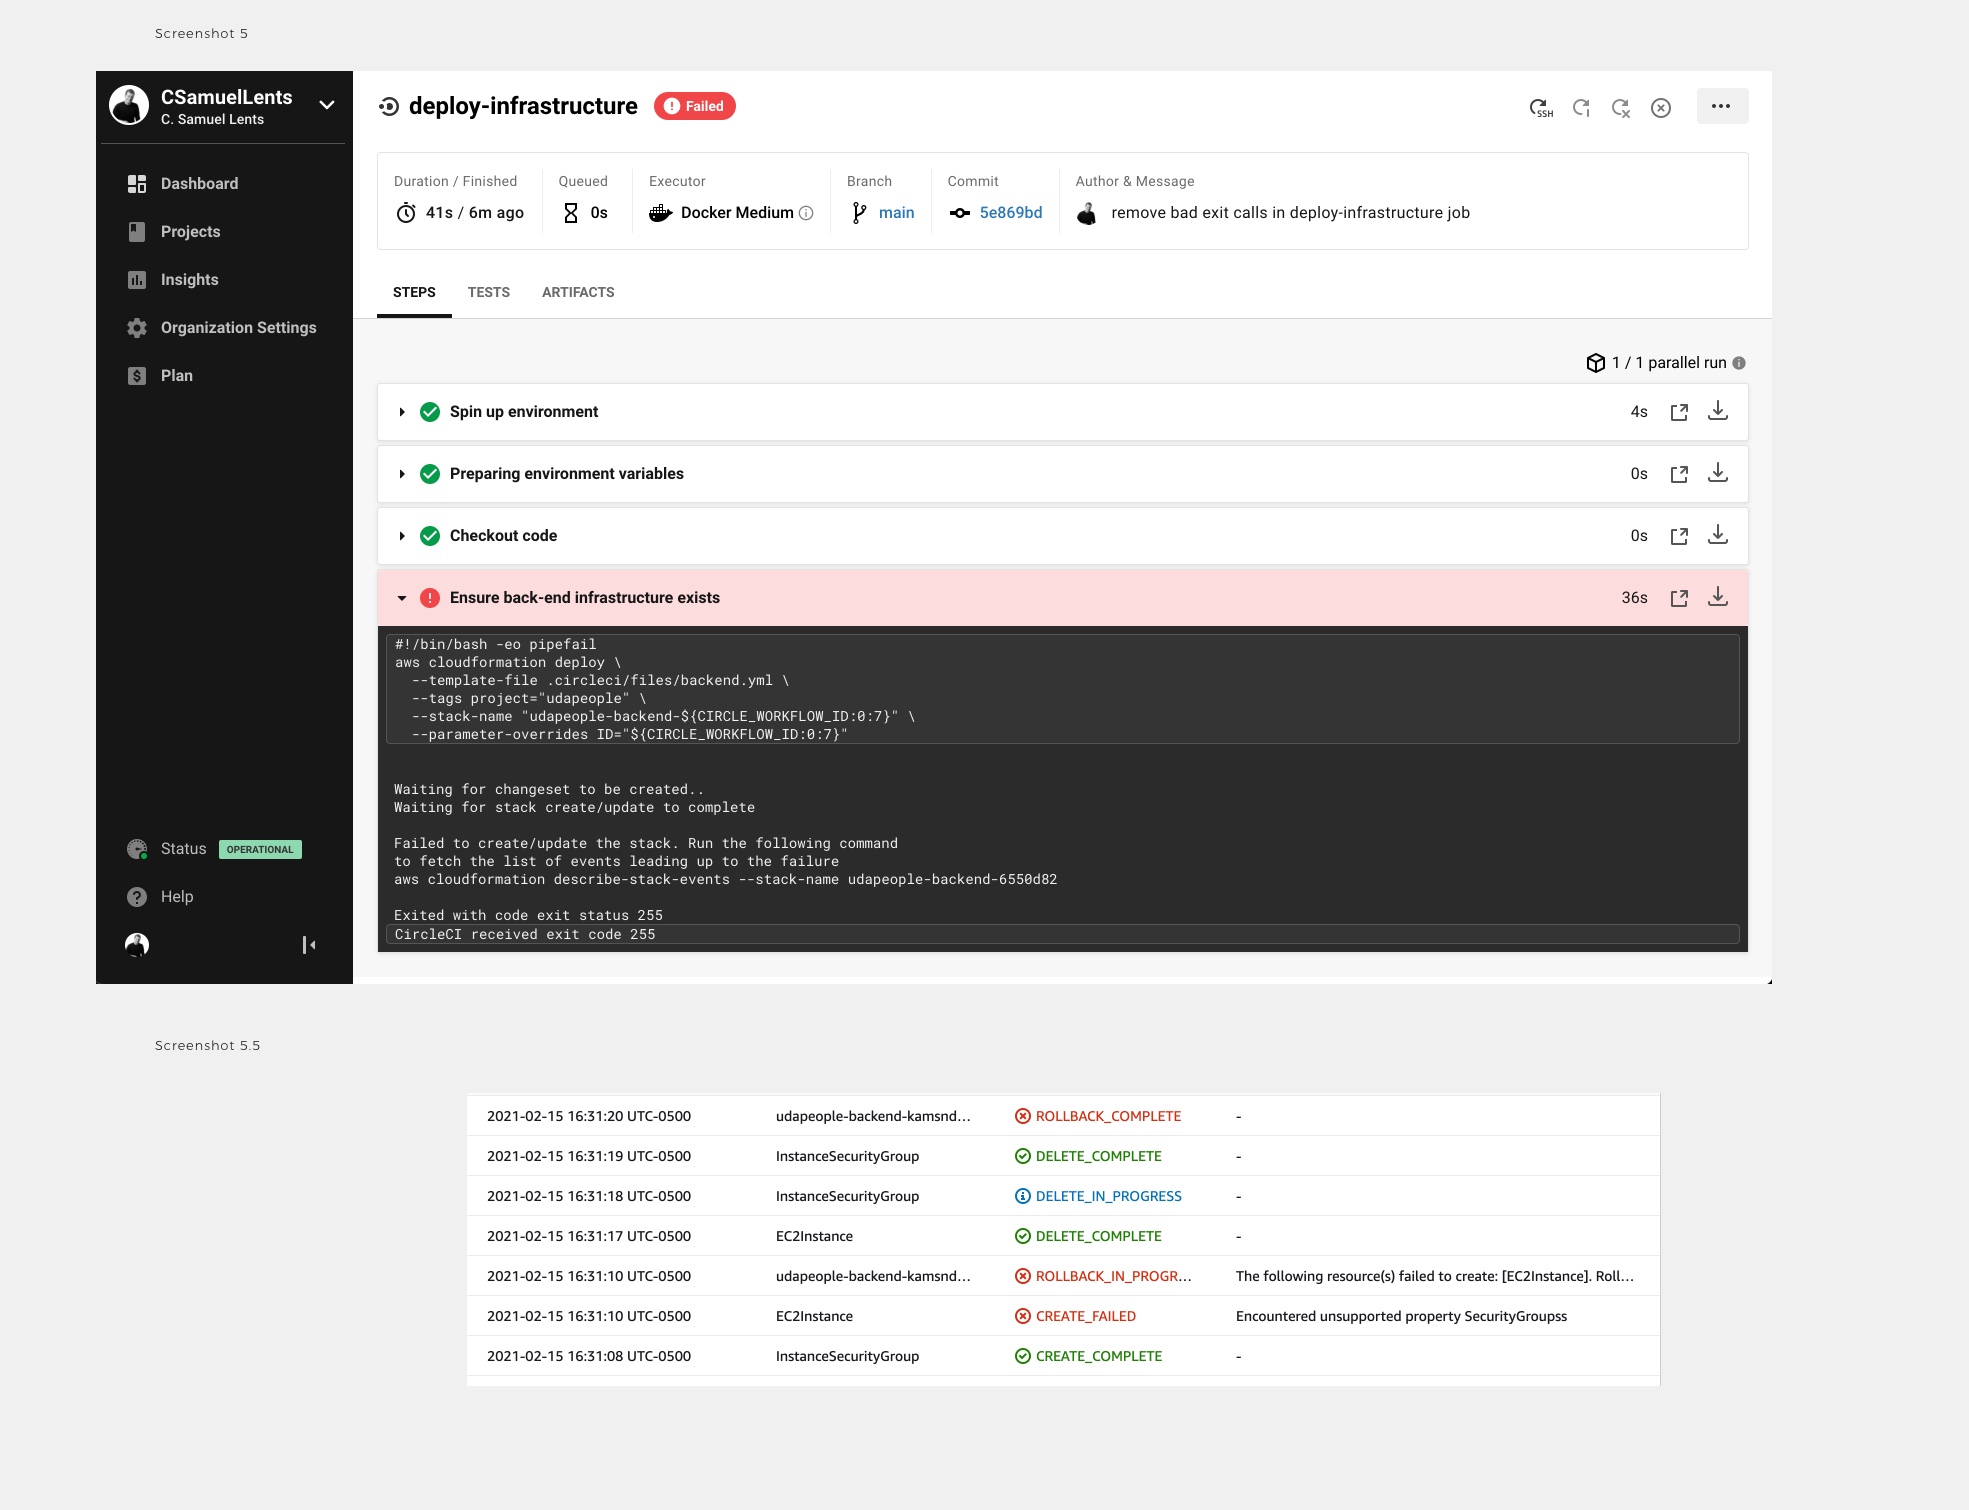 Screenshot 5
CSamuelLents
C. Samuel Lents
Dashboard
Projects
Insights
Organization Settings
Plan
Status OPERATIONAL
Help
deploy-infrastructure Failed
SSH
Duration / Finished Queued Executor Branch Commit Author & Message
41s / 6m ago 0s Docker Medium main 5e869bd remove bad exit calls in deploy-infrastructure job
STEPS TESTS ARTIFACTS
1 / 1 parallel run
Spin up environment 4s
Preparing environment variables 0s
Checkout code 0s
Ensure back-end infrastructure exists 36s
#!/bin/bash -eo pipefail
aws cloudformation deploy \
--template-file .circleci/files/backend.yml \
--tags project="udapeople" \
--stack-name "udapeople-backend-${CIRCLE_WORKFLOW_ID:0:7}" \
--parameter-overrides ID="${CIRCLE_WORKFLOW_ID:0:7}"
Waiting for changeset to be created..
Waiting for stack create/update to complete
Failed to create/update the stack. Run the following command
to fetch the list of events leading up to the failure
aws cloudformation describe-stack-events --stack-name udapeople-backend-6550d82
Exited with code exit status 255
CircleCI received exit code 255
Screenshot 5.5
2021-02-15 16:31:20 UTC-0500 udapeople-backend-kamsnd... ROLLBACK_COMPLETE -
2021-02-15 16:31:19 UTC-0500 InstanceSecurityGroup DELETE_COMPLETE -
2021-02-15 16:31:18 UTC-0500 InstanceSecurityGroup DELETE_IN_PROGRESS -
2021-02-15 16:31:17 UTC-0500 EC2Instance DELETE_COMPLETE -
2021-02-15 16:31:10 UTC-0500 udapeople-backend-kamsnd... ROLLBACK_IN_PROGR... The following resource(s) failed to create: [EC2Instance]. Roll...
2021-02-15 16:31:10 UTC-0500 EC2Instance CREATE_FAILED Encountered unsupported property SecurityGroupss
2021-02-15 16:31:08 UTC-0500 InstanceSecurityGroup CREATE_COMPLETE -